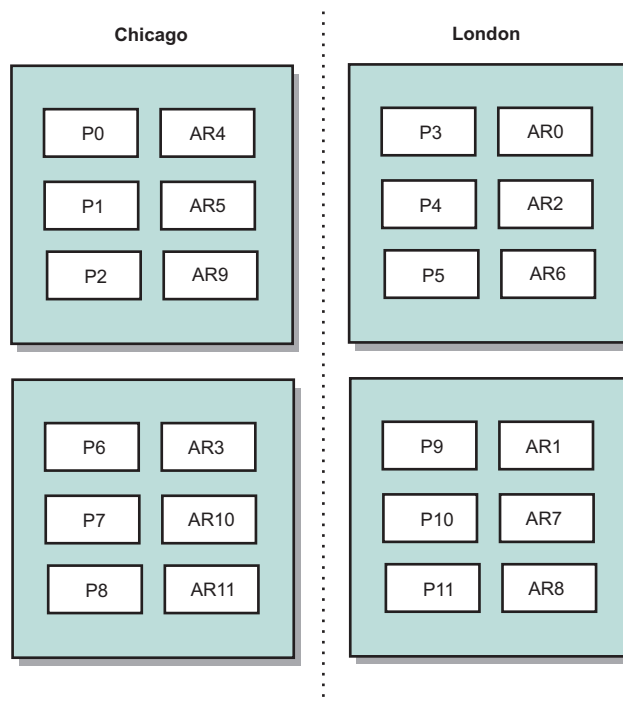 Chicago
London
P0 AR4
P1 AR5
P2 AR9
P3 AR0
P4 AR2
P5 AR6
P6 AR3
P7 AR10
P8 AR11
P9 AR1
P10 AR7
P11 AR8